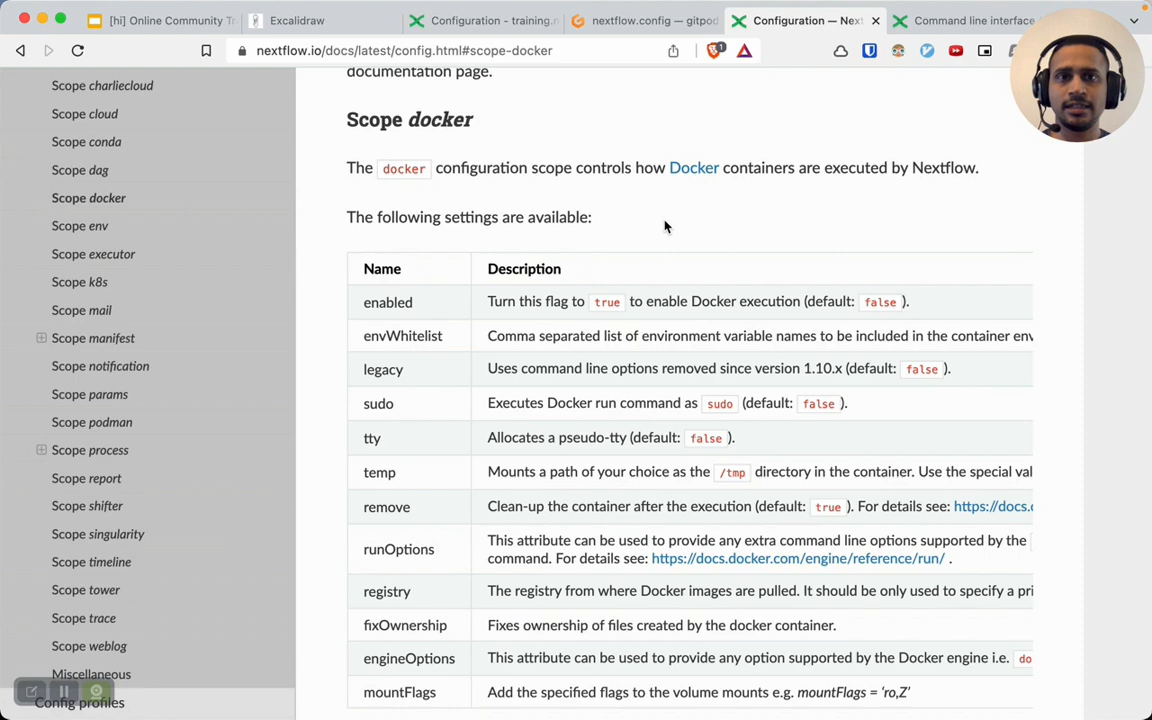 [hi] Online Community Tr
Excalidraw
Configuration - training.n
nextflow.config — gitpod
Configuration — Next
Command line interface
nextflow.io/docs/latest/config.html#scope-docker
1
Scope charliecloud
Scope cloud
Scope conda
Scope dag
Scope docker
Scope env
Scope executor
Scope k8s
Scope mail
Scope manifest
Scope notification
Scope params
Scope podman
Scope process
Scope report
Scope shifter
Scope singularity
Scope timeline
Scope tower
Scope trace
Scope weblog
Miscellaneous
Config profiles
documentation page.
Scope docker
The docker configuration scope controls how Docker containers are executed by Nextflow.
The following settings are available:
Name Description
enabled Turn this flag to true to enable Docker execution (default: false ).
envWhitelist Comma separated list of environment variable names to be included in the container env
legacy Uses command line options removed since version 1.10.x (default: false ).
sudo Executes Docker run command as sudo (default: false ).
tty Allocates a pseudo-tty (default: false ).
temp Mounts a path of your choice as the /tmp directory in the container. Use the special val
remove Clean-up the container after the execution (default: true ). For details see: https://docs.
runOptions This attribute can be used to provide any extra command line options supported by the
command. For details see: https://docs.docker.com/engine/reference/run/ .
registry The registry from where Docker images are pulled. It should be only used to specify a pri
fixOwnership Fixes ownership of files created by the docker container.
engineOptions This attribute can be used to provide any option supported by the Docker engine i.e. do
mountFlags Add the specified flags to the volume mounts e.g. mountFlags = 'ro,Z'